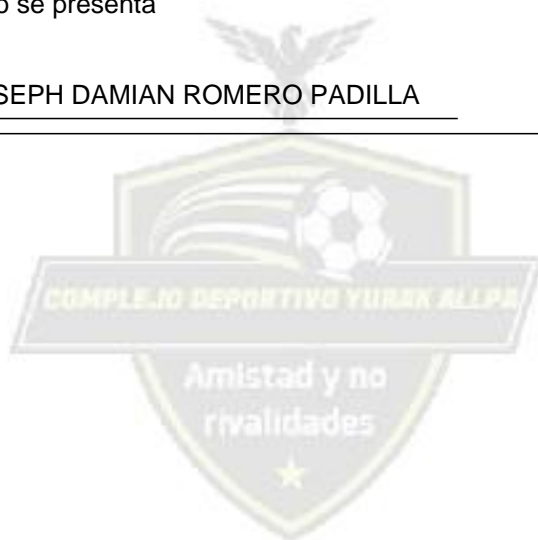 o se presenta
SEPH DAMIAN ROMERO PADILLA
COMPLEJO DEPORTIVO YURAK ALLPA
Amistad y no
rivalidades